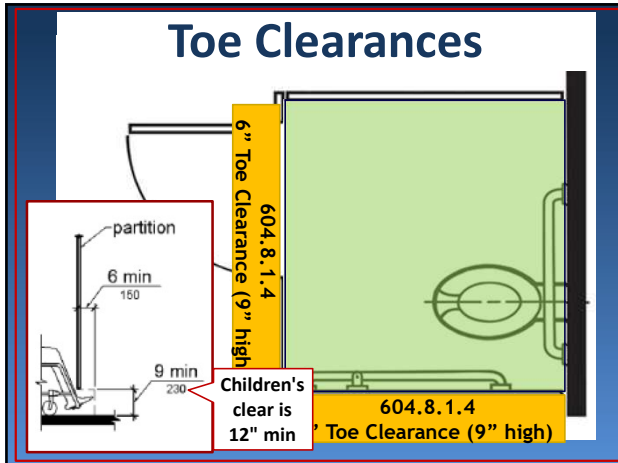 Toe Clearances
604.8.1.4
6” Toe Clearance (9” high)
partition
6 min
150
9 min
230
Children's
clear is
12" min
604.8.1.4
” Toe Clearance (9” high)